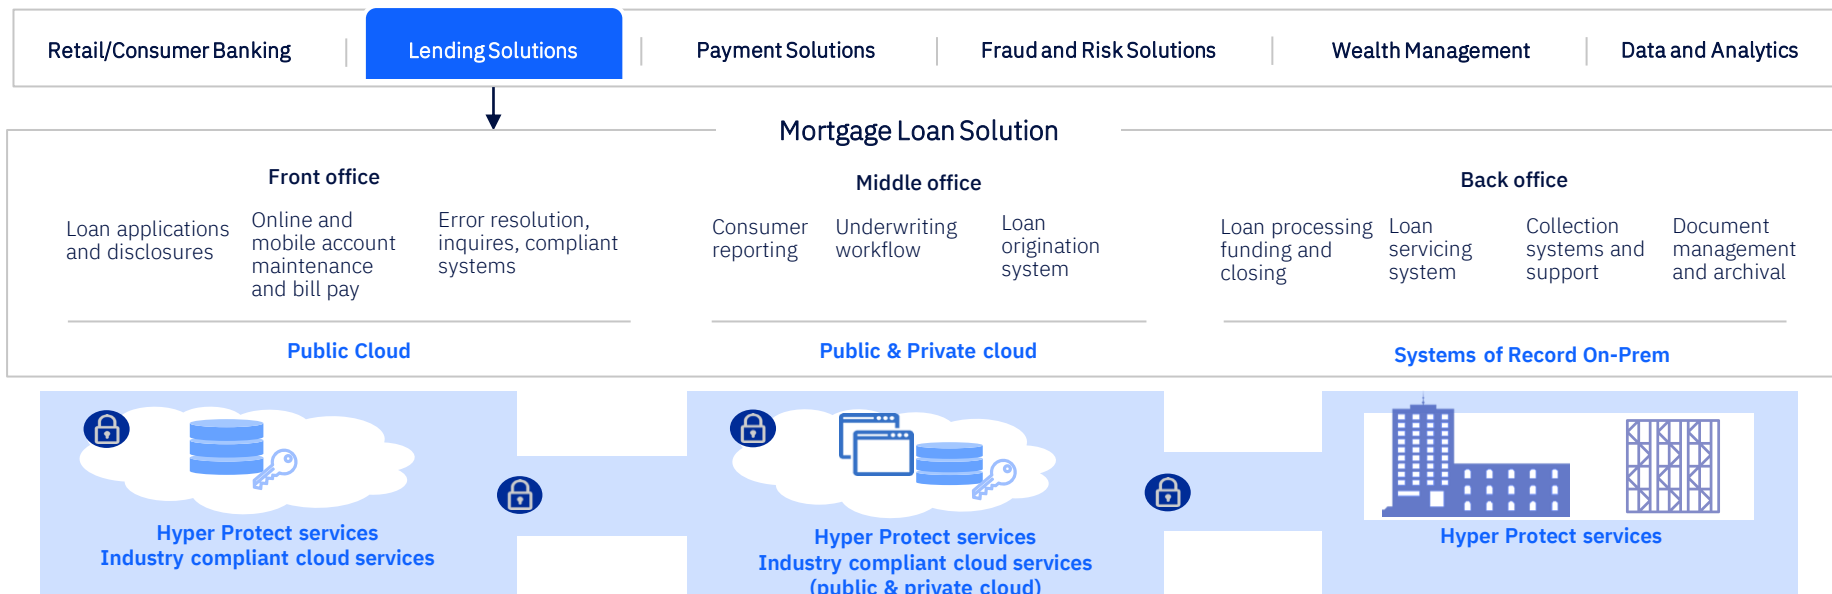 Retail/Consumer Banking
Lending Solutions
Payment Solutions
Fraud and Risk Solutions
Wealth Management
Data and Analytics
Mortgage Loan Solution
Front office
Loan applications
and disclosures
Online and
mobile account
maintenance
and bill pay
Error resolution,
inquires, compliant
systems
Public Cloud
Middle office
Consumer
reporting
Underwriting
workflow
Loan
origination
system
Public & Private cloud
Back office
Loan processing
funding and
closing
Loan
servicing
system
Collection
systems and
support
Document
management
and archival
Systems of Record On-Prem
Hyper Protect services
Industry compliant cloud services
Hyper Protect services
Industry compliant cloud services
(public & private cloud)
Hyper Protect services